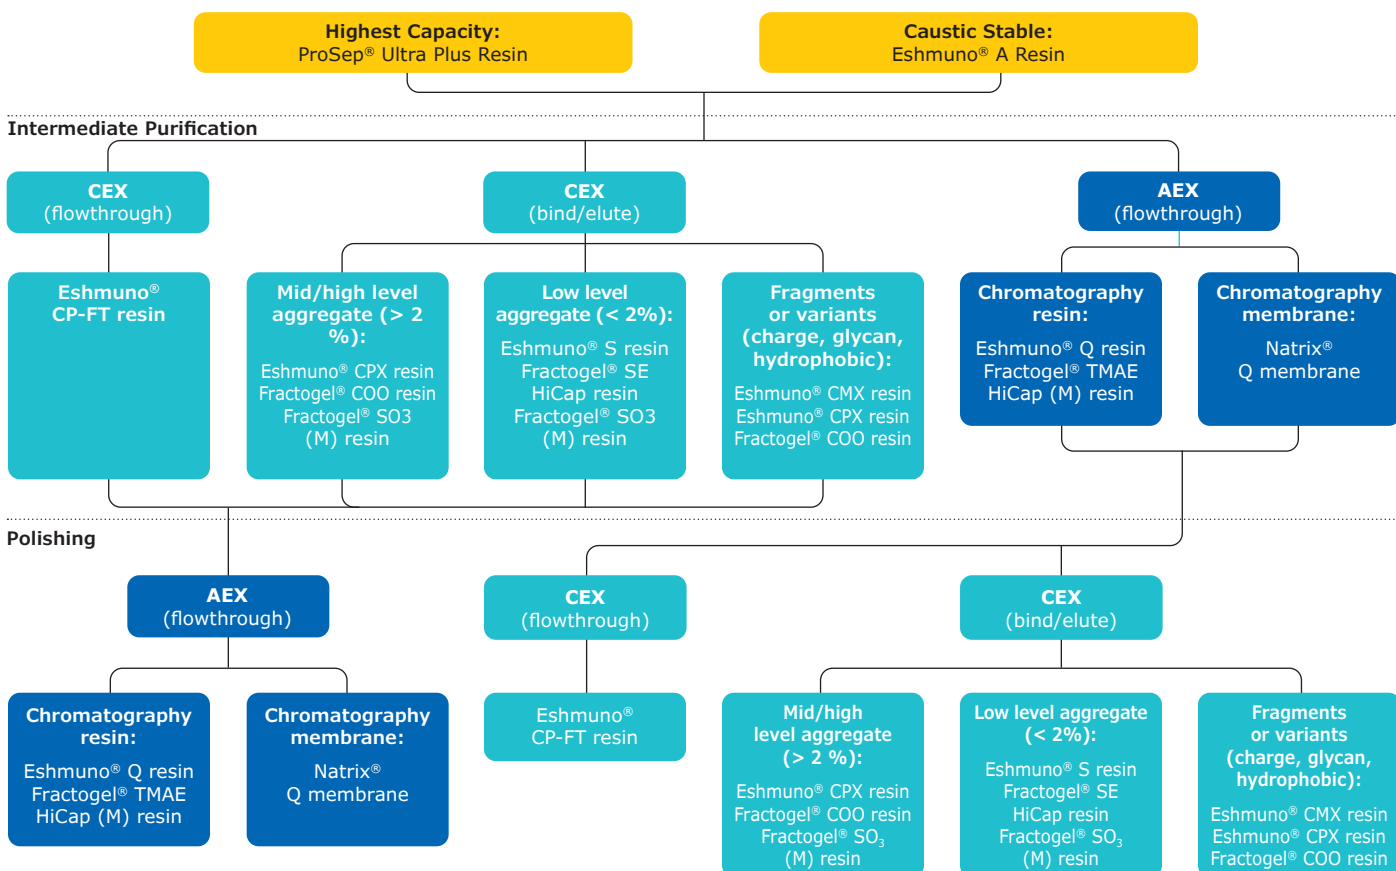 Highest Capacity:
ProSep® Ultra Plus Resin
Caustic Stable:
Eshmuno® A Resin
Intermediate Purification
CEX
(flowthrough)
CEX
(bind/elute)
AEX
(flowthrough)
Eshmuno®
CP-FT resin
Mid/high level
aggregate (> 2
%):
Eshmuno® CPX resin
Fractogel® COO resin
Fractogel® SO3
(M) resin
Low level
aggregate (< 2%):
Eshmuno® S resin
Fractogel® SE
HiCap resin
Fractogel® SO3
(M) resin
Fragments
or variants
(charge, glycan,
hydrophobic):
Eshmuno® CMX resin
Eshmuno® CPX resin
Fractogel® COO resin
Chromatography
resin:
Eshmuno® Q resin
Fractogel® TMAE
HiCap (M) resin
Chromatography
membrane:
Natrix®
Q membrane
Polishing
AEX
(flowthrough)
CEX
(flowthrough)
CEX
(bind/elute)
Chromatography
resin:
Eshmuno® Q resin
Fractogel® TMAE
HiCap (M) resin
Chromatography
membrane:
Natrix®
Q membrane
Eshmuno®
CP-FT resin
Mid/high
level aggregate
(> 2 %):
Eshmuno® CPX resin
Fractogel® COO resin
Fractogel® SO₃
(M) resin
Low level aggregate
(< 2%):
Eshmuno® S resin
Fractogel® SE
HiCap resin
Fractogel® SO₃
(M) resin
Fragments
or variants
(charge, glycan,
hydrophobic):
Eshmuno® CMX resin
Eshmuno® CPX resin
Fractogel® COO resin